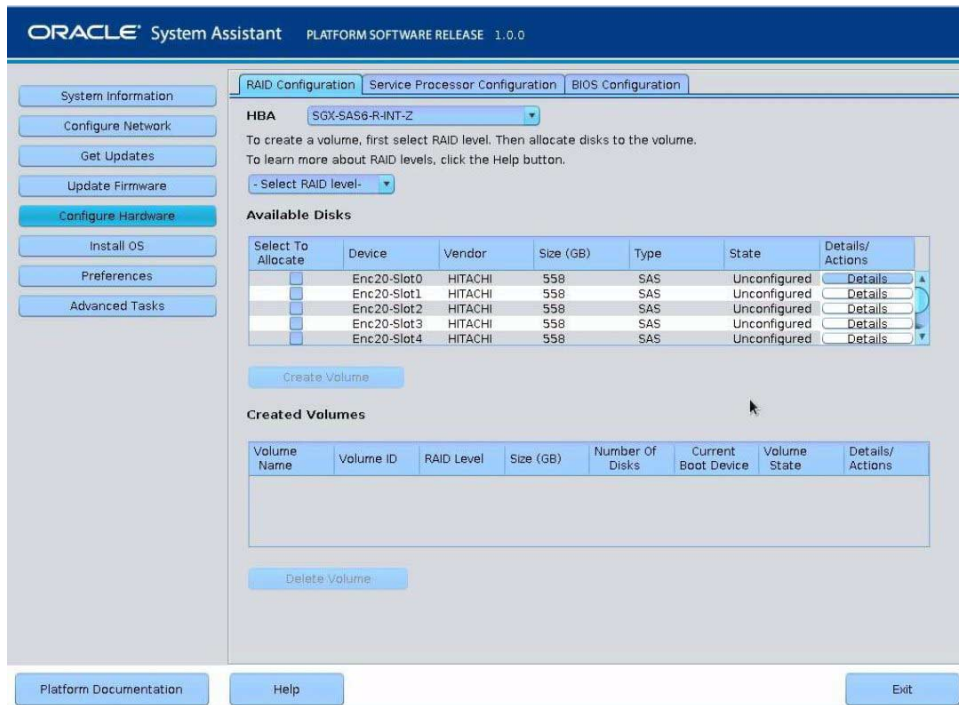 ORACLE® System Assistant PLATFORM SOFTWARE RELEASE 1.0.0
System Information
Configure Network
Get Updates
Update Firmware
Configure Hardware
Install OS
Preferences
Advanced Tasks
RAID Configuration Service Processor Configuration BIOS Configuration
HBA SGX-SAS6-R-INT-Z
To create a volume, first select RAID level. Then allocate disks to the volume.
To learn more about RAID levels, click the Help button.
- Select RAID level-
Available Disks
Select To Allocate Device Vendor Size (GB) Type State Details/ Actions
Enc20-Slot0 HITACHI 558 SAS Unconfigured Details
Enc20-Slot1 HITACHI 558 SAS Unconfigured Details
Enc20-Slot2 HITACHI 558 SAS Unconfigured Details
Enc20-Slot3 HITACHI 558 SAS Unconfigured Details
Enc20-Slot4 HITACHI 558 SAS Unconfigured Details
Create Volume
Created Volumes
Volume Name Volume ID RAID Level Size (GB) Number Of Disks Current Boot Device Volume State Details/ Actions
Delete Volume
Platform Documentation Help Exit